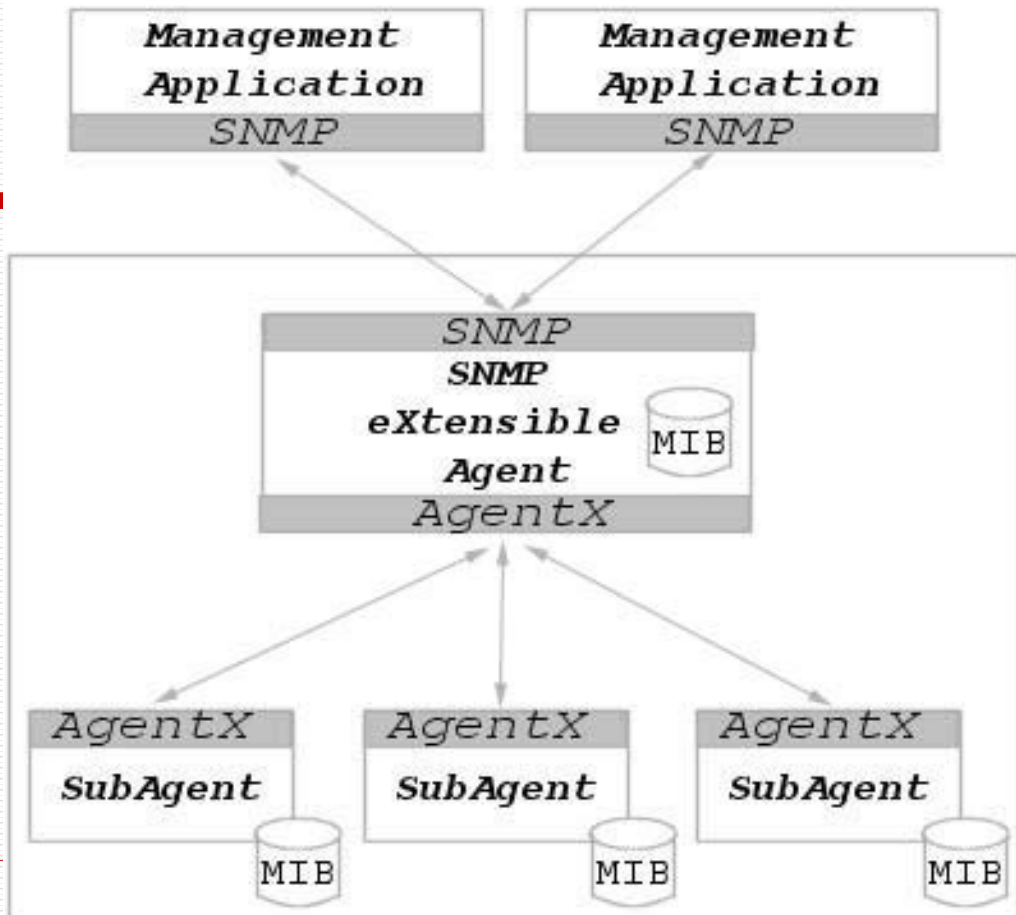 Management
Application
SNMP
Management
Application
SNMP
SNMP
SNMP
eXtensible
Agent
MIB
AgentX
AgentX
SubAgent
MIB
AgentX
SubAgent
MIB
AgentX
SubAgent
MIB